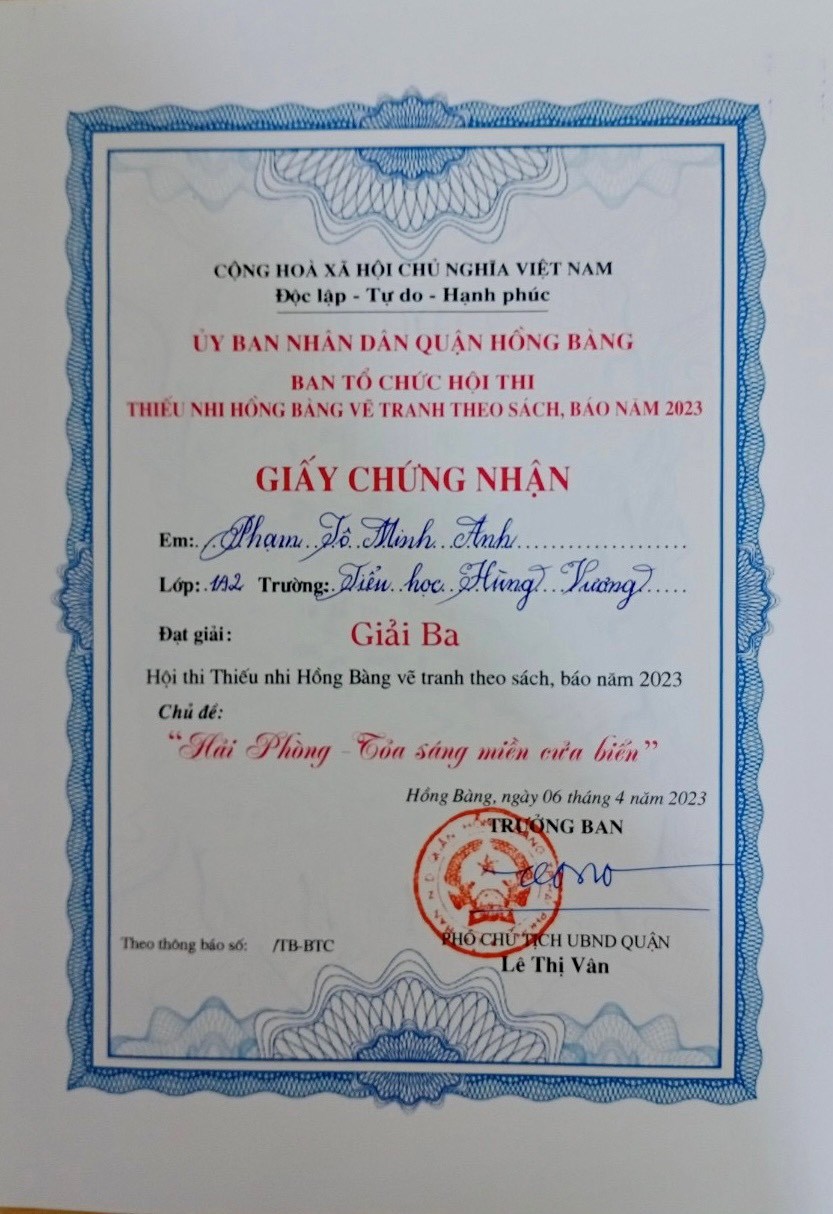 CỘNG HOÀ XÃ HỘI CHỦ NGHĨA VIỆT NAM
Độc lập - Tự do - Hạnh phúc
ỦY BAN NHÂN DÂN QUẬN HỒNG BÀNG
BAN TỔ CHỨC HỘI THI
THIẾU NHI HỒNG BÀNG VẼ TRANH THEO SÁCH, BÁO NĂM 2023
GIẤY CHỨNG NHẬN
Em: Phạm Tô Minh Anh
Lớp: 1A2 Trường: Tiểu học Hùng Vương
Đạt giải: Giải Ba
Hội thi Thiếu nhi Hồng Bàng vẽ tranh theo sách, báo năm 2023
Chủ đề:
"Hải Phòng - Tỏa sáng miền cửa biển"
Hồng Bàng, ngày 06 tháng 4 năm 2023
TRƯỞNG BAN
PHÓ CHỦ TỊCH UBND QUẬN
Theo thông báo số: /TB-BTC
Lê Thị Vân